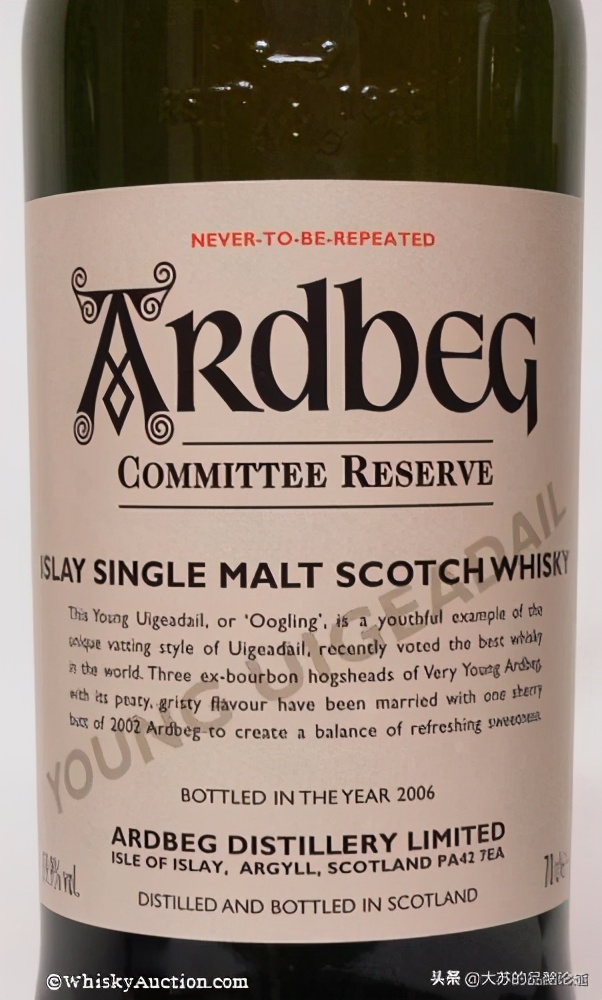 NEVER-TO-BE-REPEATED
ARDBEG
COMMITTEE RESERVE
ISLAY SINGLE MALT SCOTCH WHISKY
YOUNG UIGEADAIL
This Young Uigeadail, or 'Oogling', is a youthful example of the
unique vatting style of Uigeadail, recently voted the best whisky
in the world. Three ex-bourbon hogsheads of Very Young Ardbeg,
with its peaty, gristy flavour have been married with one sherry
butt of 2002 Ardbeg to create a balance of refreshing sweetness.
BOTTLED IN THE YEAR 2006
ARDBEG DISTILLERY LIMITED
ISLE OF ISLAY, ARGYLL, SCOTLAND PA42 7EA
DISTILLED AND BOTTLED IN SCOTLAND
©WhiskyAuction.com
头条 @大苏的品酩论道